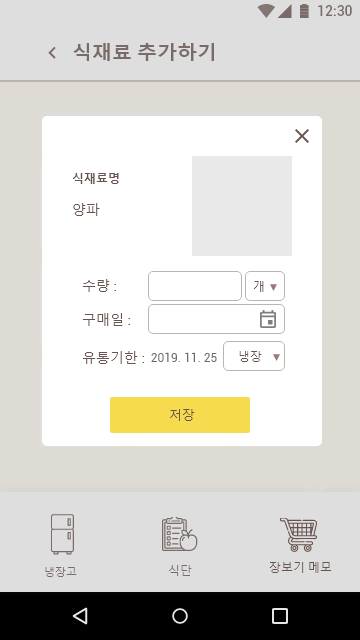 12:30
식재료 추가하기
식재료명
양파
수량 :
개
구매일 :
유통기한 : 2019. 11. 25 냉장
저장
냉장고 식단 장보기 메모